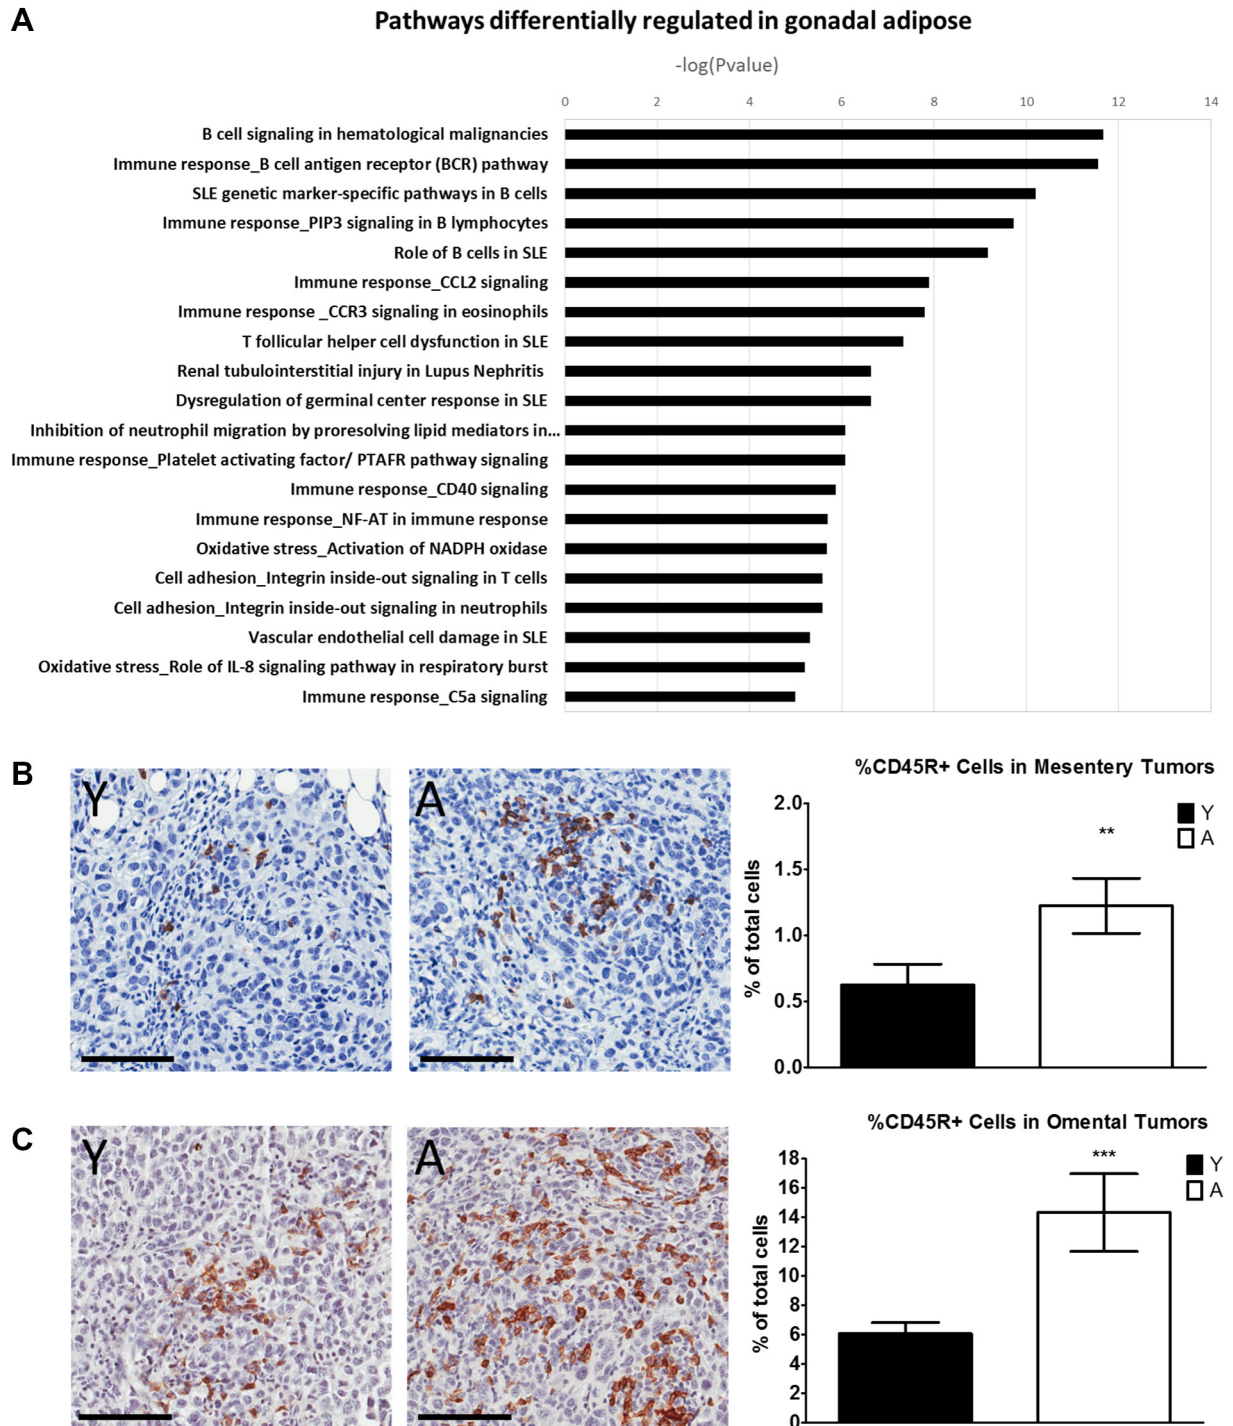 A
Pathways differentially regulated in gonadal adipose
-log(Pvalue)
0 2 4 6 8 10 12 14
B cell signaling in hematological malignancies
Immune response_B cell antigen receptor (BCR) pathway
SLE genetic marker-specific pathways in B cells
Immune response_PIP3 signaling in B lymphocytes
Role of B cells in SLE
Immune response_CCL2 signaling
Immune response _CCR3 signaling in eosinophils
T follicular helper cell dysfunction in SLE
Renal tubulointerstitial injury in Lupus Nephritis
Dysregulation of germinal center response in SLE
Inhibition of neutrophil migration by proresolving lipid mediators in...
Immune response_Platelet activating factor/ PTAFR pathway signaling
Immune response_CD40 signaling
Immune response_NF-AT in immune response
Oxidative stress_Activation of NADPH oxidase
Cell adhesion_Integrin inside-out signaling in T cells
Cell adhesion_Integrin inside-out signaling in neutrophils
Vascular endothelial cell damage in SLE
Oxidative stress_Role of IL-8 signaling pathway in respiratory burst
Immune response_C5a signaling
B
Y
A
%CD45R+ Cells in Mesentery Tumors
% of total cells
2.0
1.5
1.0
0.5
0.0
**
Y
A
C
Y
A
%CD45R+ Cells in Omental Tumors
% of total cells
18
16
14
12
10
8
6
4
2
0
***
Y
A